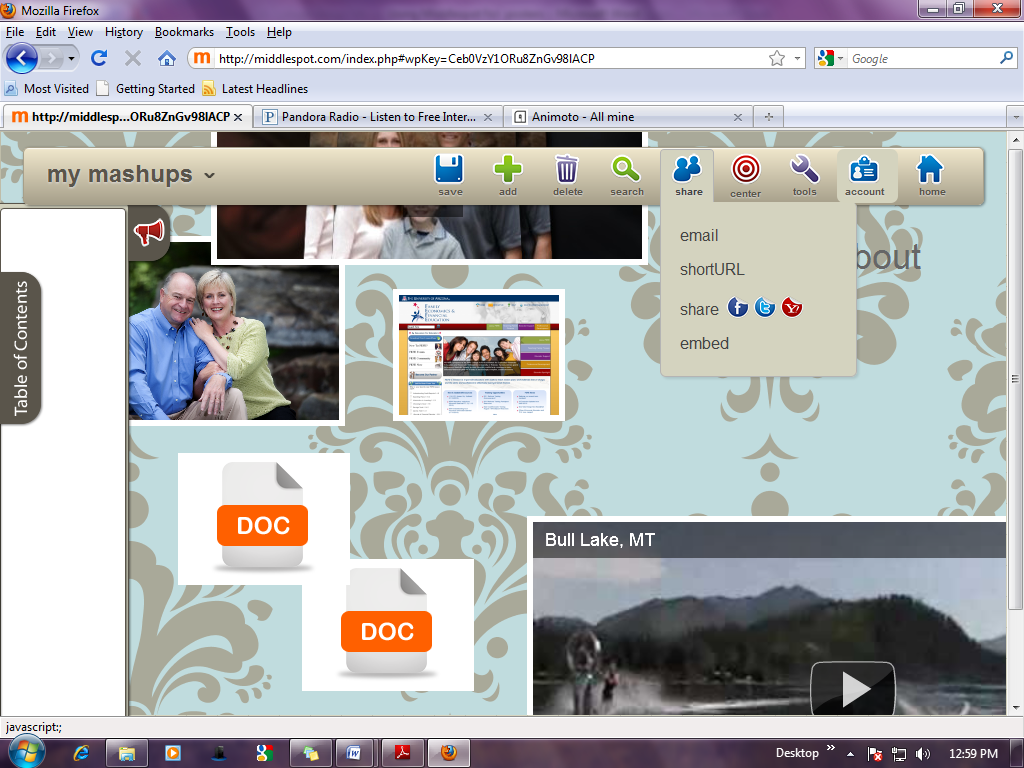 Mozilla Firefox
File Edit View History Bookmarks Tools Help
http://middlespot.com/index.php#wpKey=Ceb0VzY1ORu8ZnGv98IACP
Google
Most Visited Getting Started Latest Headlines
http://middlesp...ORu8ZnGv98IACP Pandora Radio - Listen to Free Inter... Animoto - All mine
my mashups
save add delete search share center tools account home
email
bout
shortURL
share
embed
Table of Contents
DOC
Bull Lake, MT
DOC
javascript:;
Desktop 12:59 PM